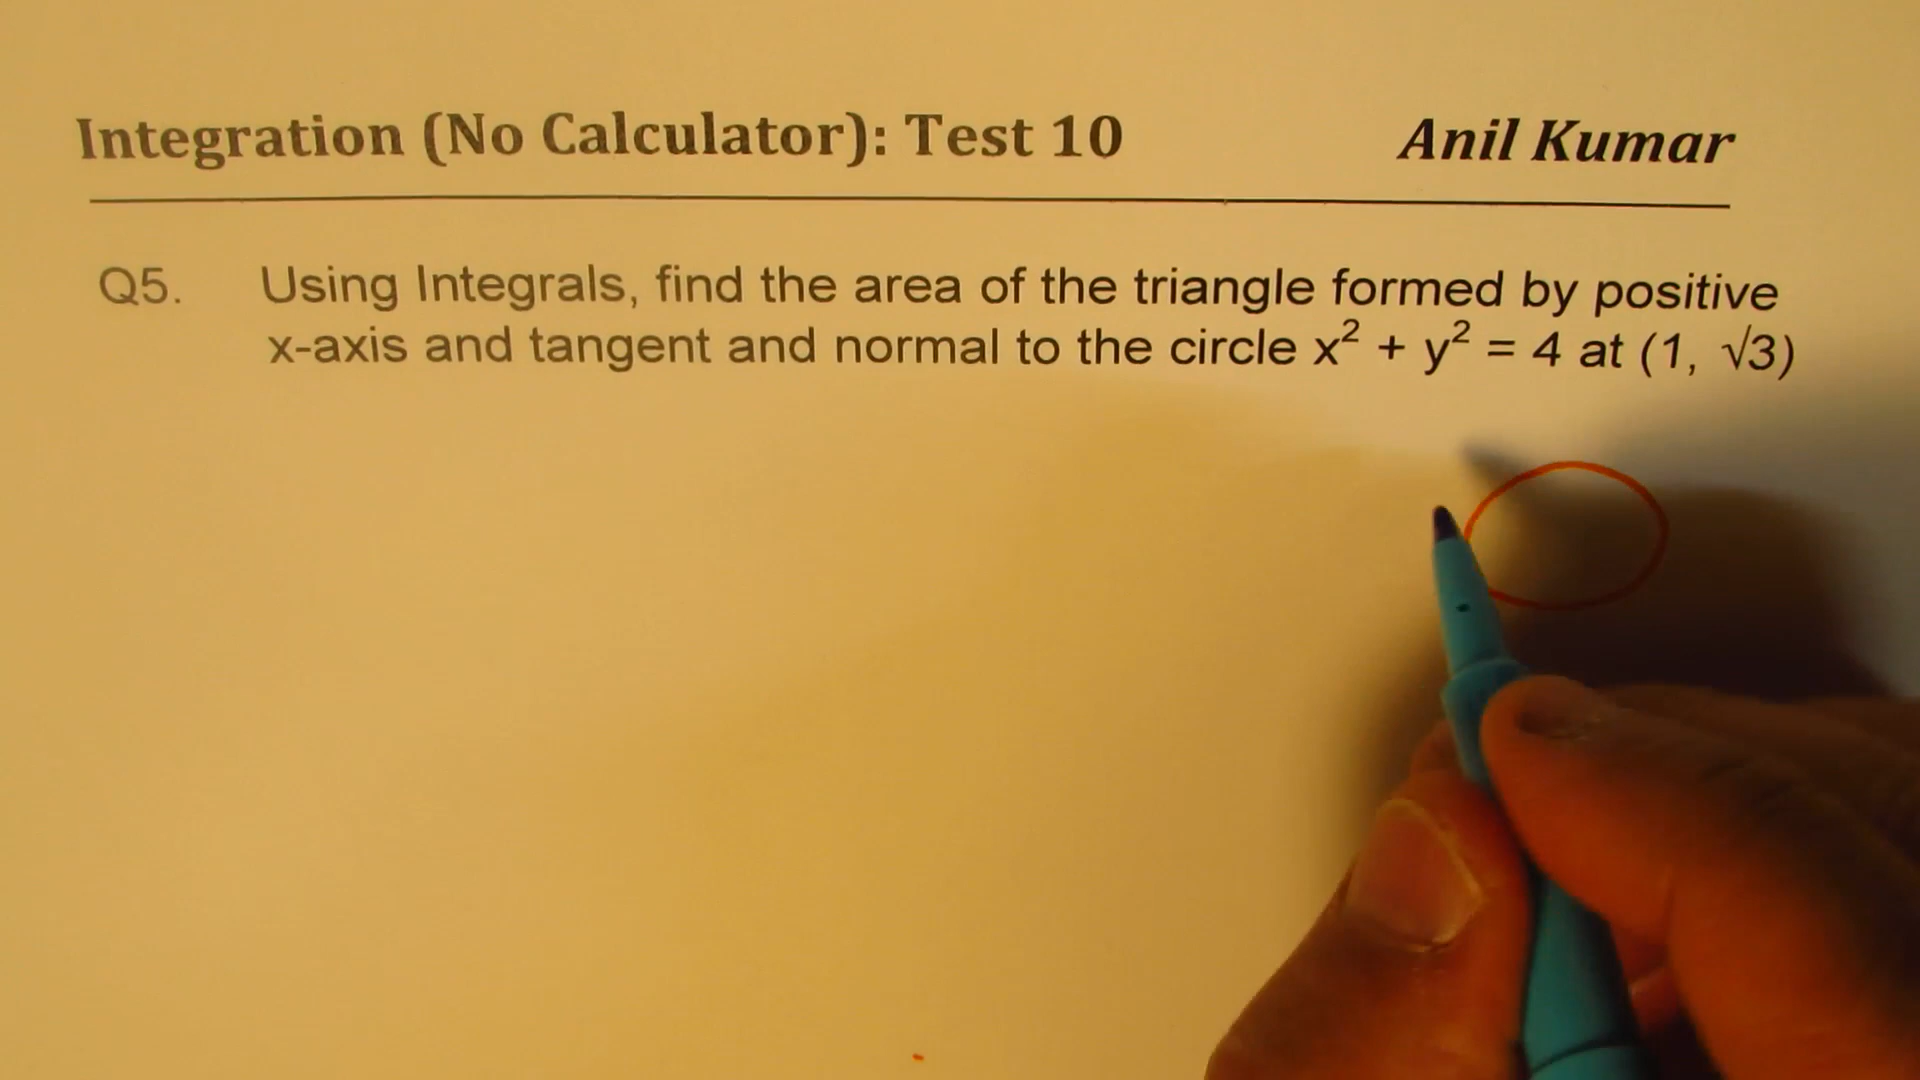 Integration (No Calculator): Test 10 Anil Kumar
Q5. Using Integrals, find the area of the triangle formed by positive
x-axis and tangent and normal to the circle x² + y² = 4 at (1, √3)